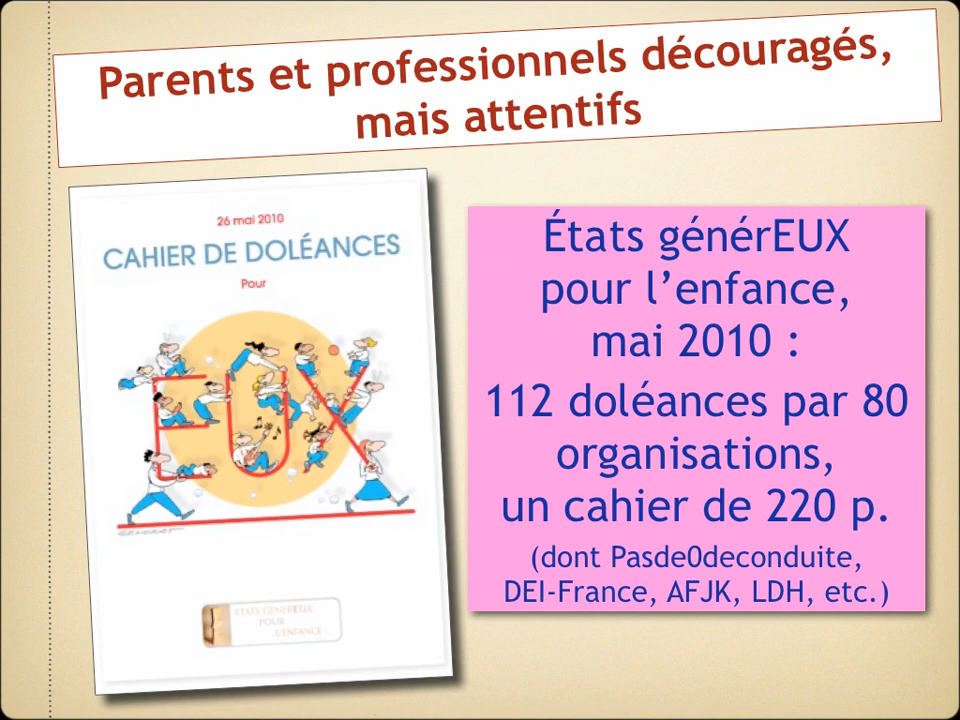 Parents et professionnels découragés,
mais attentifs
26 mai 2010
CAHIER DE DOLÉANCES
Pour
EUX
ETATS GÉNÉREUX
POUR
L'ENFANCE
États générEUX
pour l’enfance,
mai 2010 :
112 doléances par 80
organisations,
un cahier de 220 p.
(dont Pasde0deconduite,
DEI-France, AFJK, LDH, etc.)